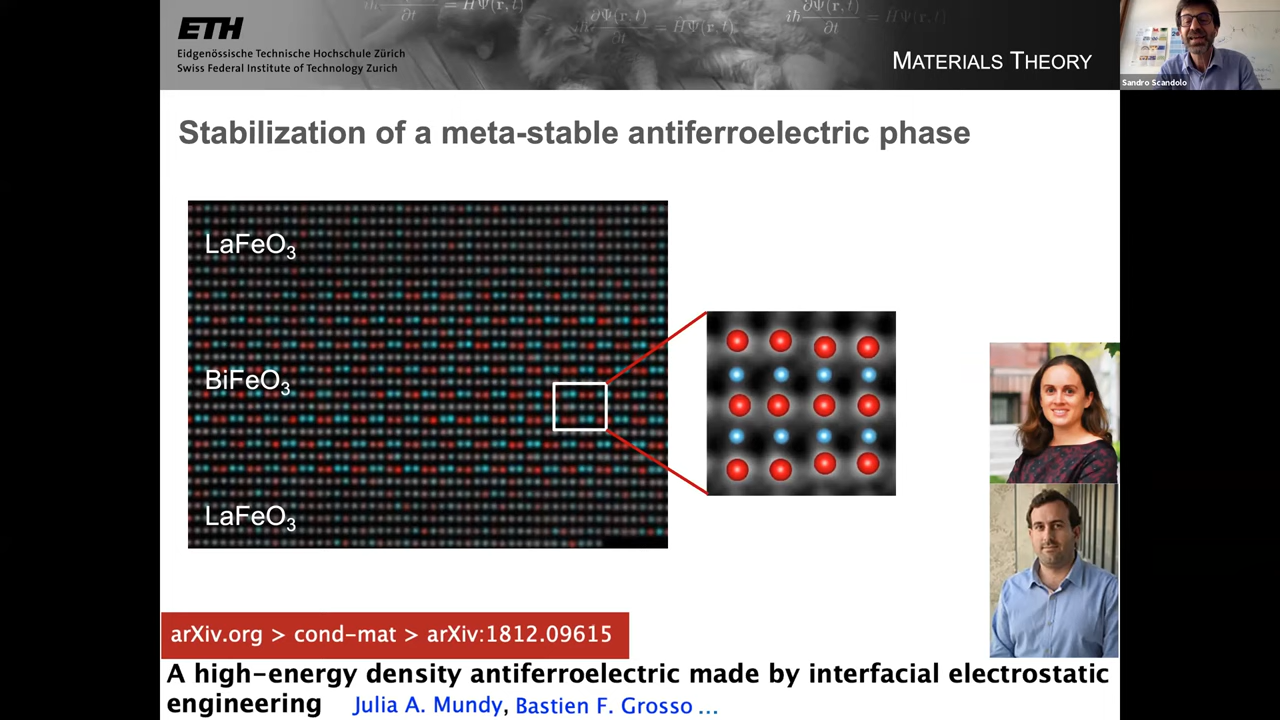 ETH
Eidgenössische Technische Hochschule Zürich
Swiss Federal Institute of Technology Zurich
MATERIALS THEORY
Sandro Scandolo
Stabilization of a meta-stable antiferroelectric phase
LaFeO3
BiFeO3
LaFeO3
arXiv.org > cond-mat > arXiv:1812.09615
A high-energy density antiferroelectric made by interfacial electrostatic
engineering Julia A. Mundy, Bastien F. Grosso ...